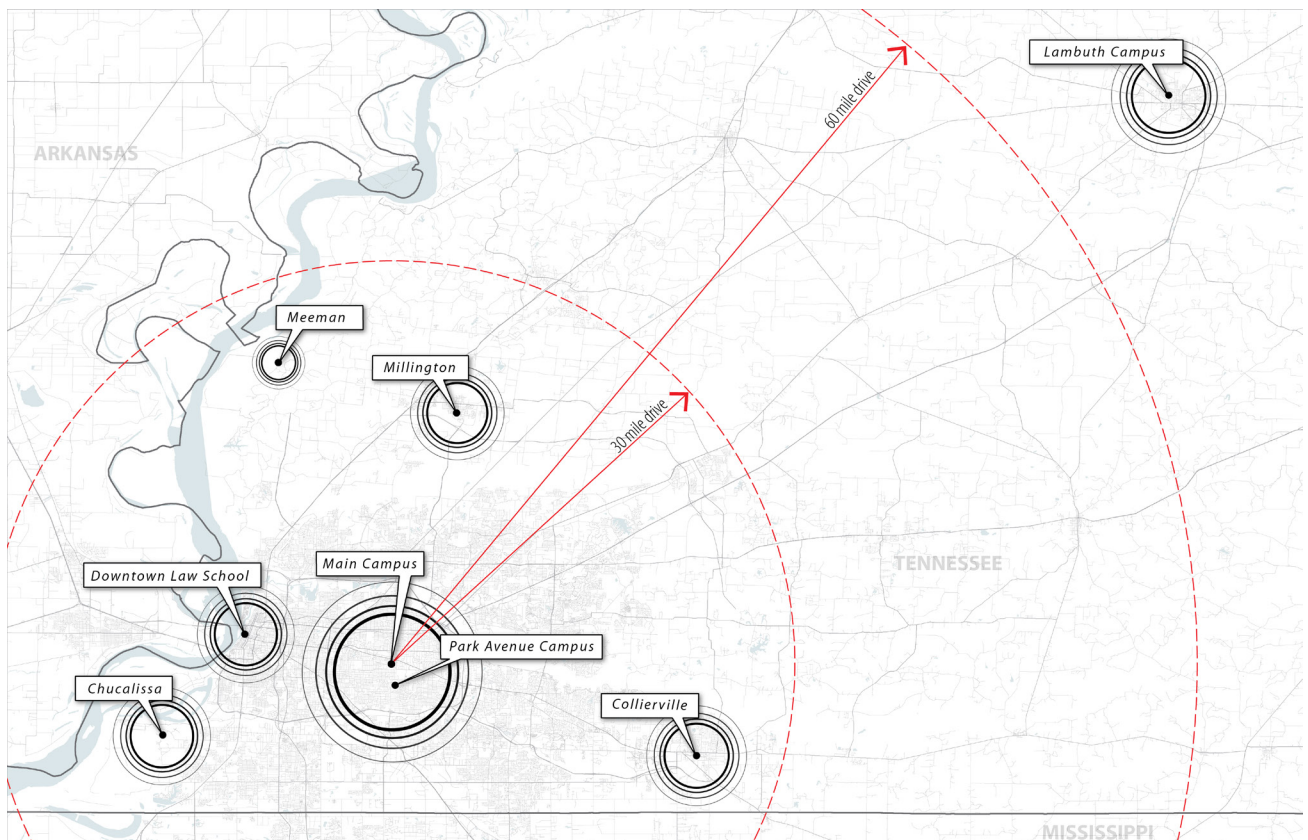 Lambuth Campus
60 mile drive
ARKANSAS
Meeman
Millington
30 mile drive
Main Campus
TENNESSEE
Downtown Law School
Park Avenue Campus
Chucalissa
Collierville
MISSISSIPPI